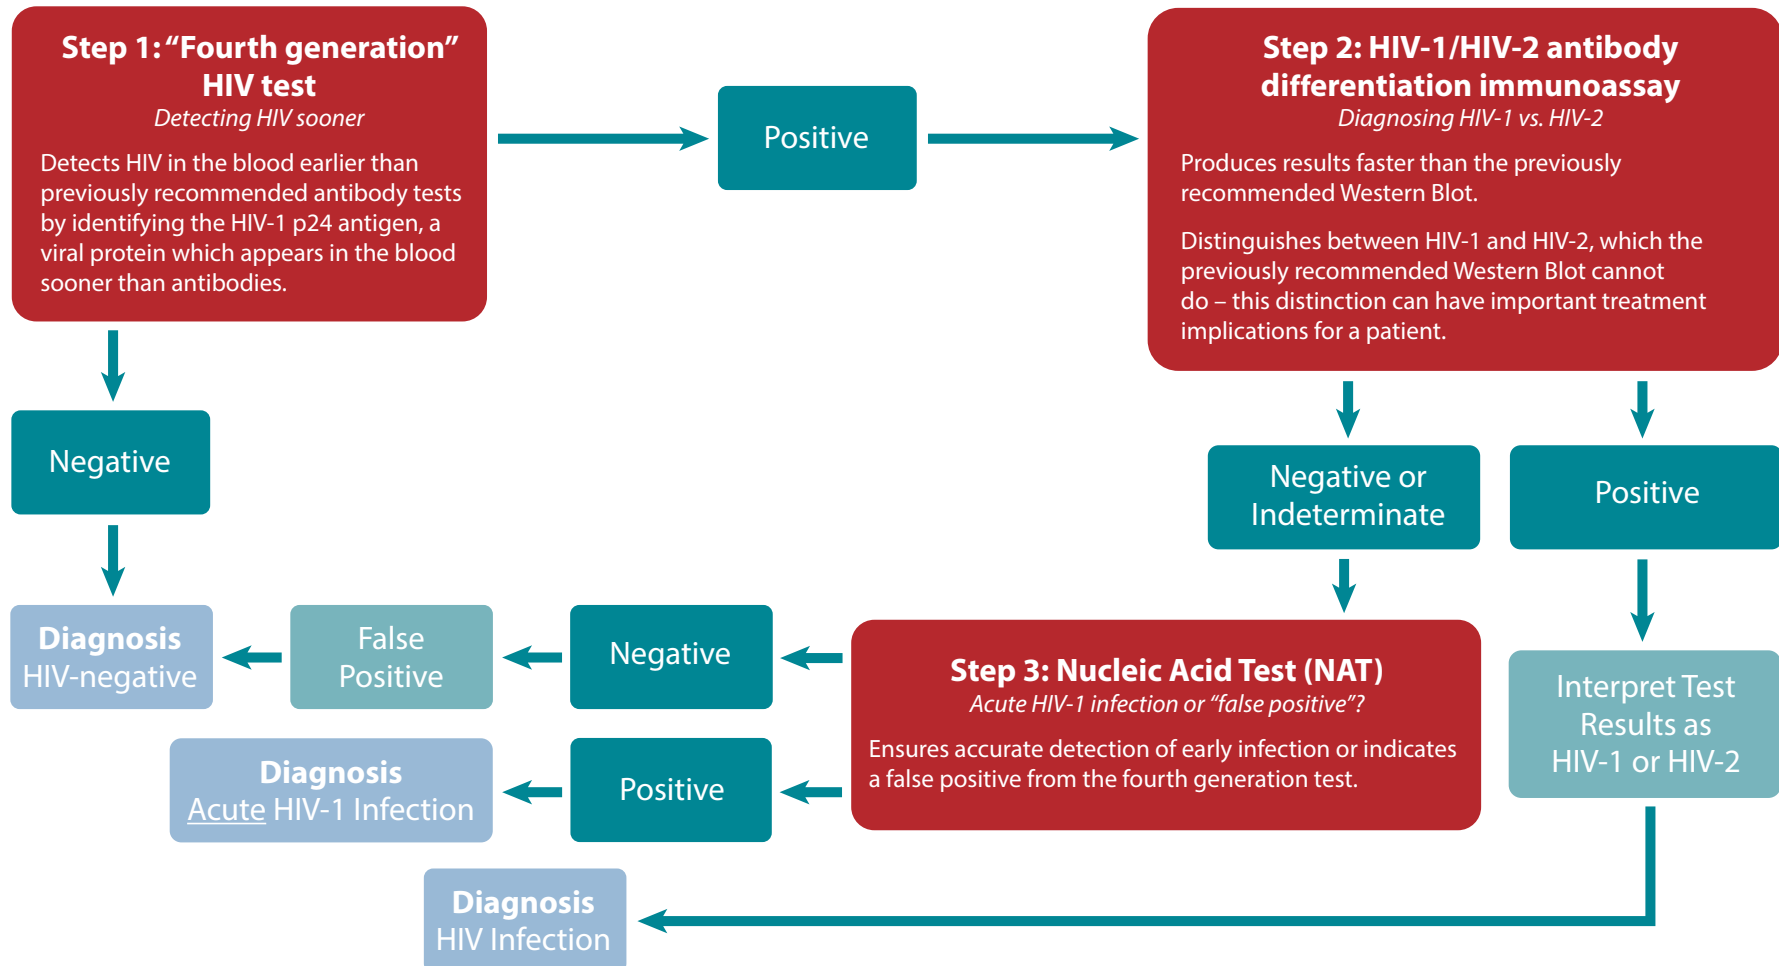 Step 1: “Fourth generation”
HIV test
Detecting HIV sooner
Detects HIV in the blood earlier than
previously recommended antibody tests
by identifying the HIV-1 p24 antigen, a
viral protein which appears in the blood
sooner than antibodies.
Positive
Step 2: HIV-1/HIV-2 antibody
differentiation immunoassay
Diagnosing HIV-1 vs. HIV-2
Produces results faster than the previously
recommended Western Blot.
Distinguishes between HIV-1 and HIV-2, which the
previously recommended Western Blot cannot
do – this distinction can have important treatment
implications for a patient.
Negative
Negative or
Indeterminate
Positive
Diagnosis
HIV-negative
False
Positive
Negative
Step 3: Nucleic Acid Test (NAT)
Acute HIV-1 infection or “false positive”?
Ensures accurate detection of early infection or indicates
a false positive from the fourth generation test.
Interpret Test
Results as
HIV-1 or HIV-2
Diagnosis
Acute HIV-1 Infection
Positive
Diagnosis
HIV Infection